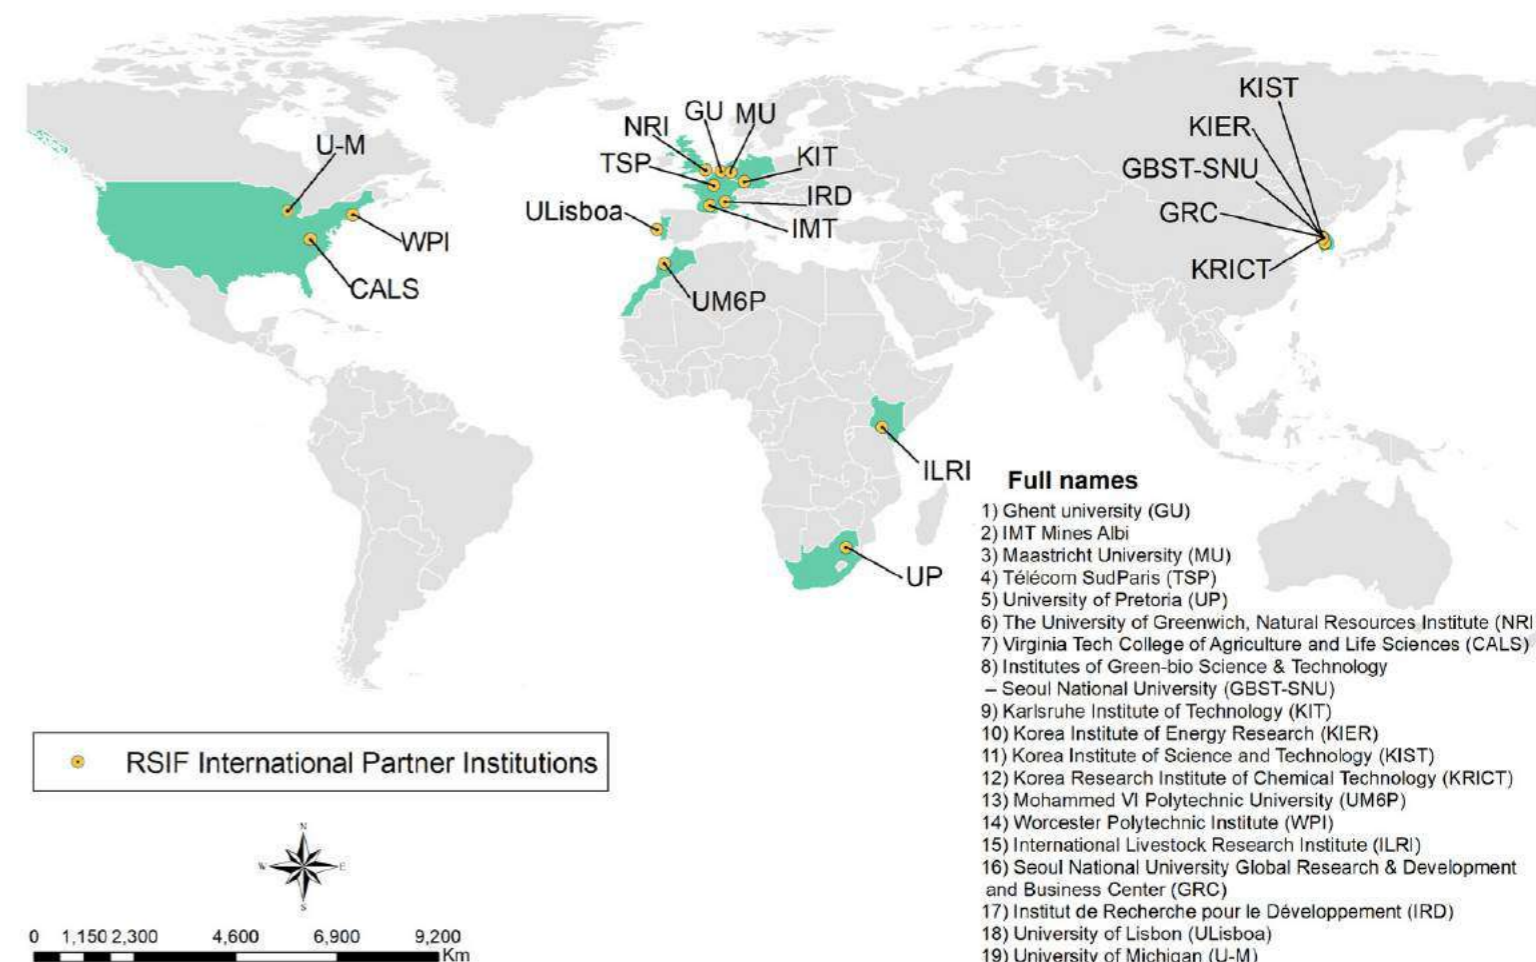 KIST
GU MU
NRI
KIER
U-M
TSP
KIT
GBST-SNU
IRD
ULisboa
GRC
IMT
WPI
KRICT
CALS
UM6P
ILRI
Full names
1) Ghent university (GU)
2) IMT Mines Albi
3) Maastricht University (MU)
4) Télécom SudParis (TSP)
5) University of Pretoria (UP)
UP
6) The University of Greenwich, Natural Resources Institute (NRI
7) Virginia Tech College of Agriculture and Life Sciences (CALS)
8) Institutes of Green-bio Science & Technology
– Seoul National University (GBST-SNU)
9) Karlsruhe Institute of Technology (KIT)
10) Korea Institute of Energy Research (KIER)
11) Korea Institute of Science and Technology (KIST)
12) Korea Research Institute of Chemical Technology (KRICT)
13) Mohammed VI Polytechnic University (UM6P)
14) Worcester Polytechnic Institute (WPI)
15) International Livestock Research Institute (ILRI)
16) Seoul National University Global Research & Development
and Business Center (GRC)
17) Institut de Recherche pour le Développement (IRD)
18) University of Lisbon (ULisboa)
19) University of Michigan (U-M)
RSIF International Partner Institutions
N
W E
S
0 1,150 2,300 4,600 6,900 9,200
Km